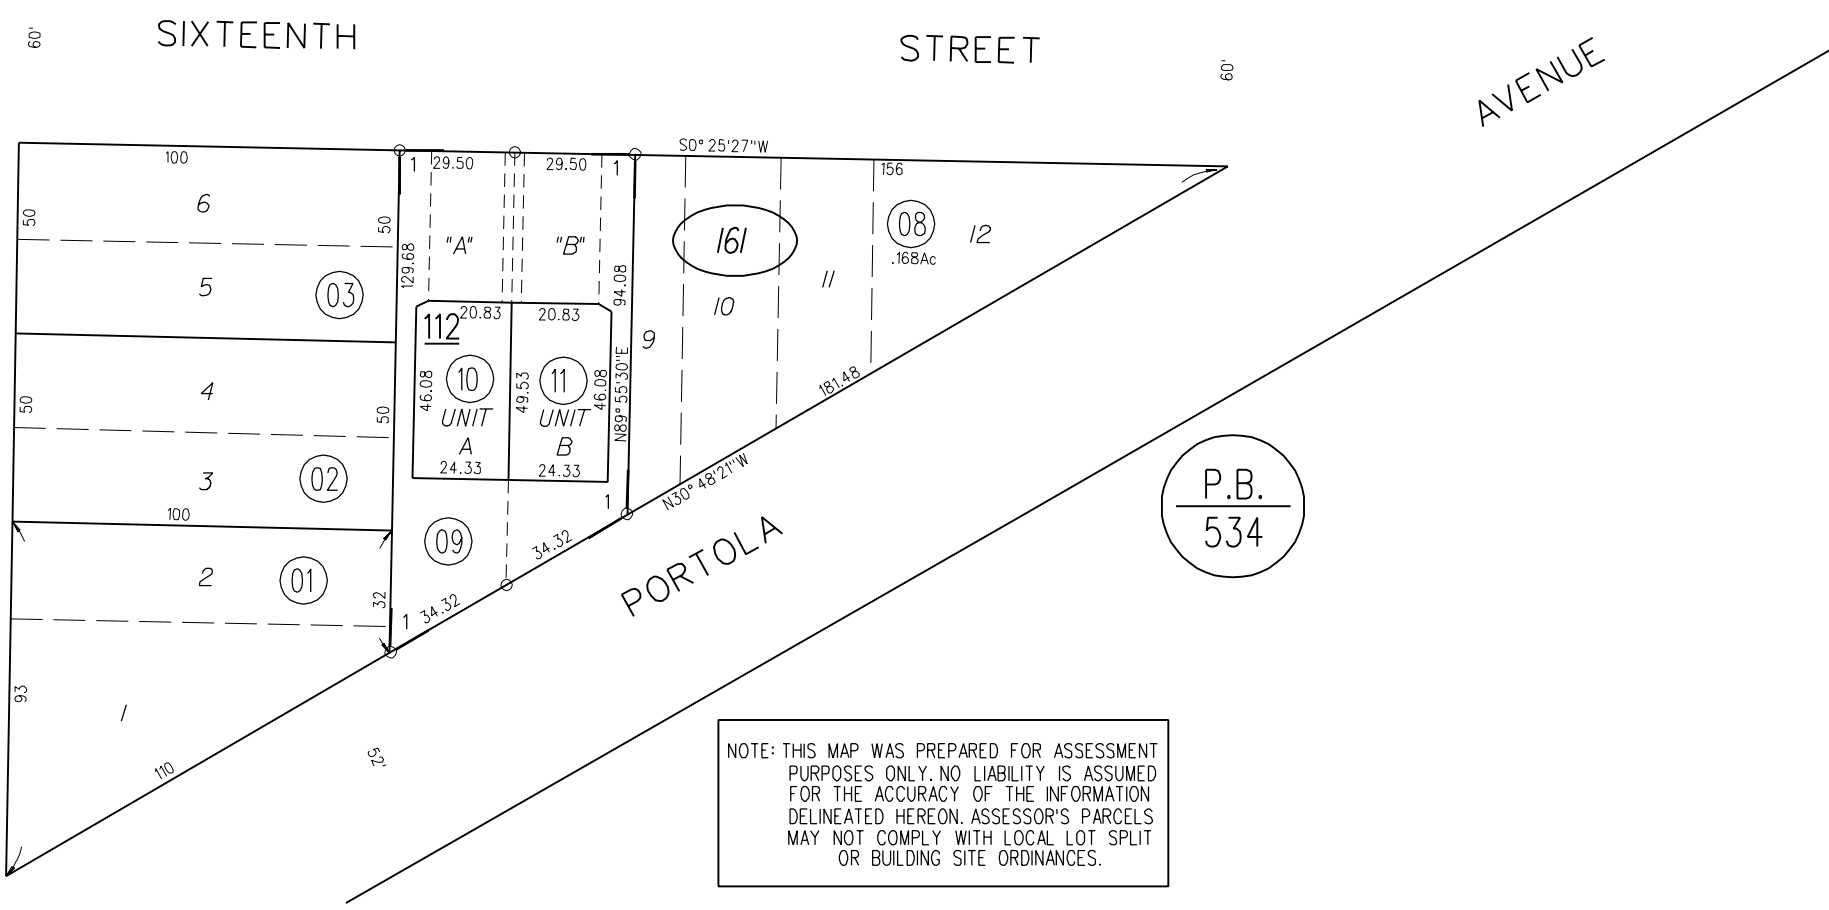 60'
SIXTEENTH
STREET
60'
AVENUE
100
1
29.50
29.50
1
S0° 25'27"W
156
6
50
50
129.68
"A"
"B"
94.08
161
08
.168Ac
12
11
10
9
5
03
20.83
20.83
112
4
50
50
46.08
10
UNIT
A
24.33
49.53
11
UNIT
B
24.33
46.08
N89° 55'30"E
181.48
N30° 48'21"W
3
02
100
1
09
34.32
34.32
1
2
01
32
PORTOLA
P.B.
534
93
1
110
52'
NOTE: THIS MAP WAS PREPARED FOR ASSESSMENT
PURPOSES ONLY. NO LIABILITY IS ASSUMED
FOR THE ACCURACY OF THE INFORMATION
DELINEATED HEREON. ASSESSOR'S PARCELS
MAY NOT COMPLY WITH LOCAL LOT SPLIT
OR BUILDING SITE ORDINANCES.